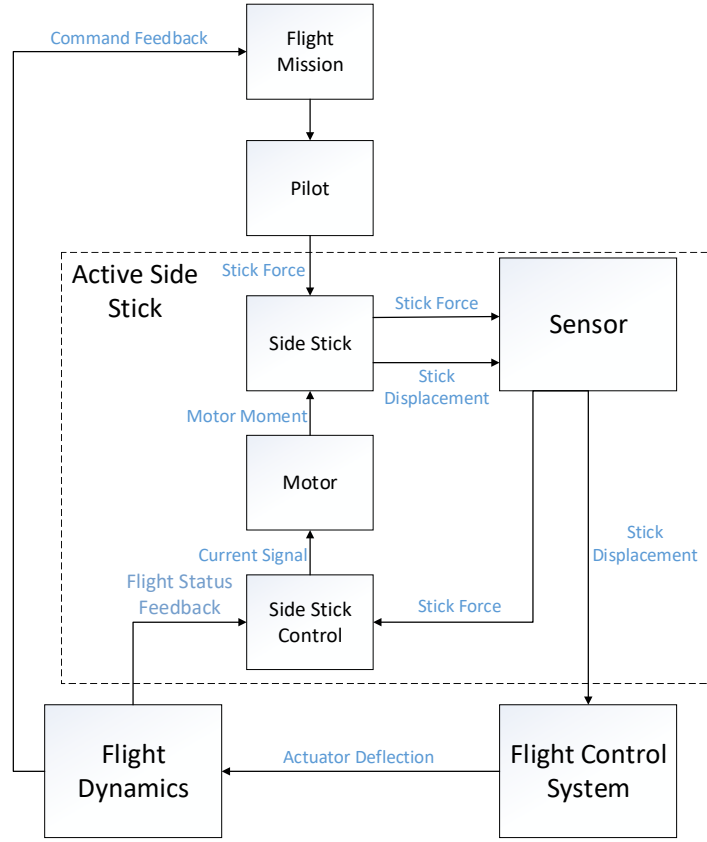 Command Feedback
Flight
Mission
Pilot
Active Side
Stick
Stick Force
Side Stick
Stick Force
Stick
Displacement
Sensor
Motor Moment
Motor
Current Signal
Flight Status
Feedback
Side Stick
Control
Stick Force
Stick
Displacement
Flight
Dynamics
Actuator Deflection
Flight Control
System